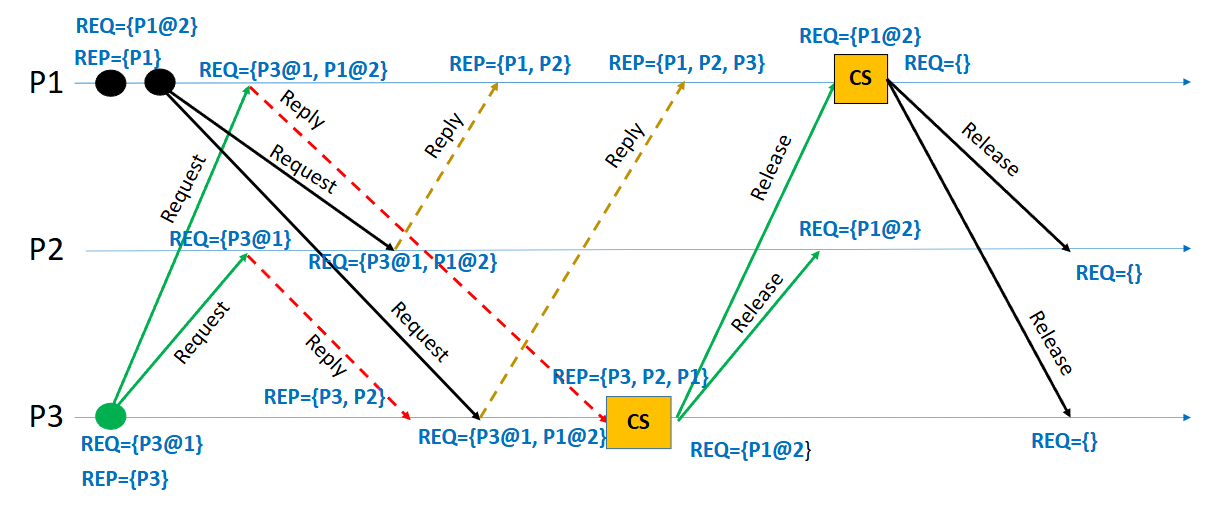 REQ={P1@2}
REP={P1}
P1
REQ={P3@1, P1@2}
REP={P1, P2}
REP={P1, P2, P3}
REQ={P1@2}
CS
REQ={}
Reply
Request
Request
Reply
Reply
Release
Release
P2
REQ={P3@1}
REQ={P3@1, P1@2}
REQ={P1@2}
REQ={}
Request
Reply
Request
Release
Release
P3
REP={P3, P2}
REP={P3, P2, P1}
CS
REQ={P3@1}
REP={P3}
REQ={P3@1, P1@2}
REQ={P1@2}
REQ={}